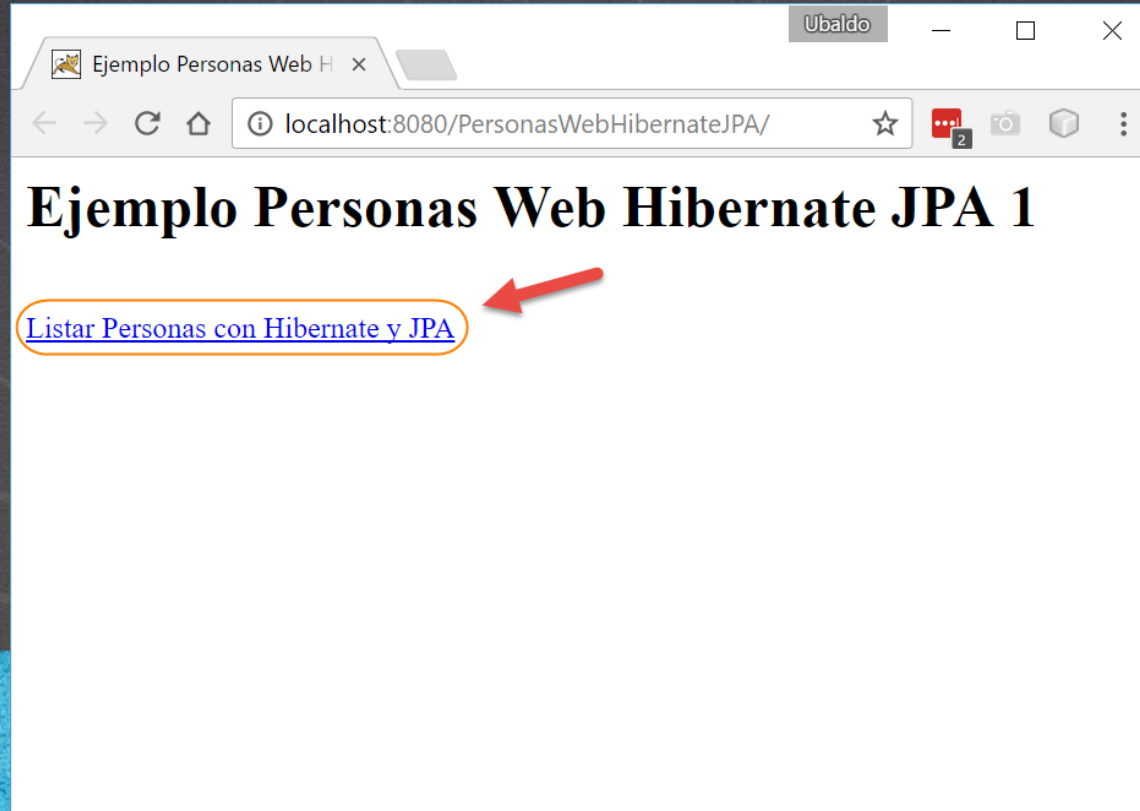 Ubaldo
Ejemplo Personas Web H
localhost:8080/PersonasWebHibernateJPA/
2
Ejemplo Personas Web Hibernate JPA 1
Listar Personas con Hibernate y JPA